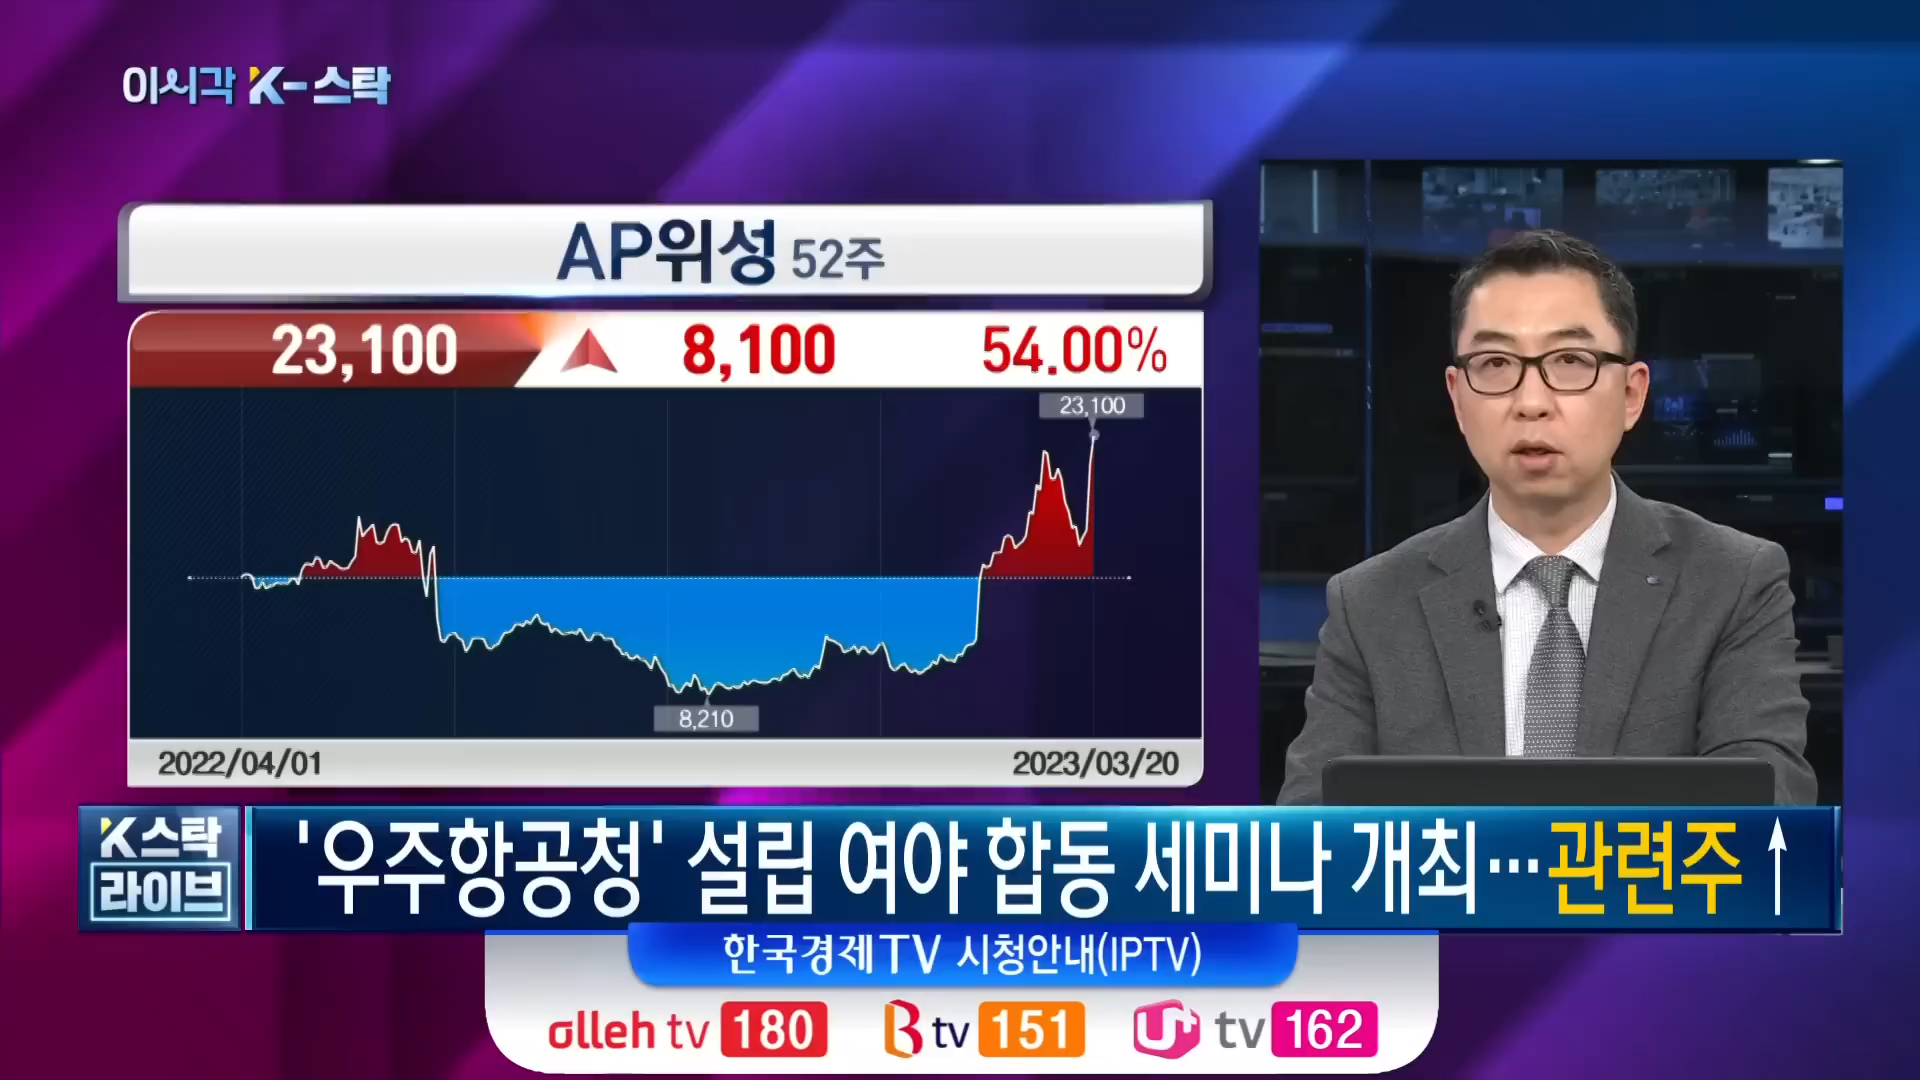 이시각 K-스탁
AP위성 52주
23,100 8,100 54.00%
23,100
8,210
2022/04/01 2023/03/20
K스탁
라이브
'우주항공청' 설립 여야 합동 세미나 개최…관련주↑
한국경제TV 시청안내(IPTV)
olleh tv 180 B tv 151 U+ tv 162